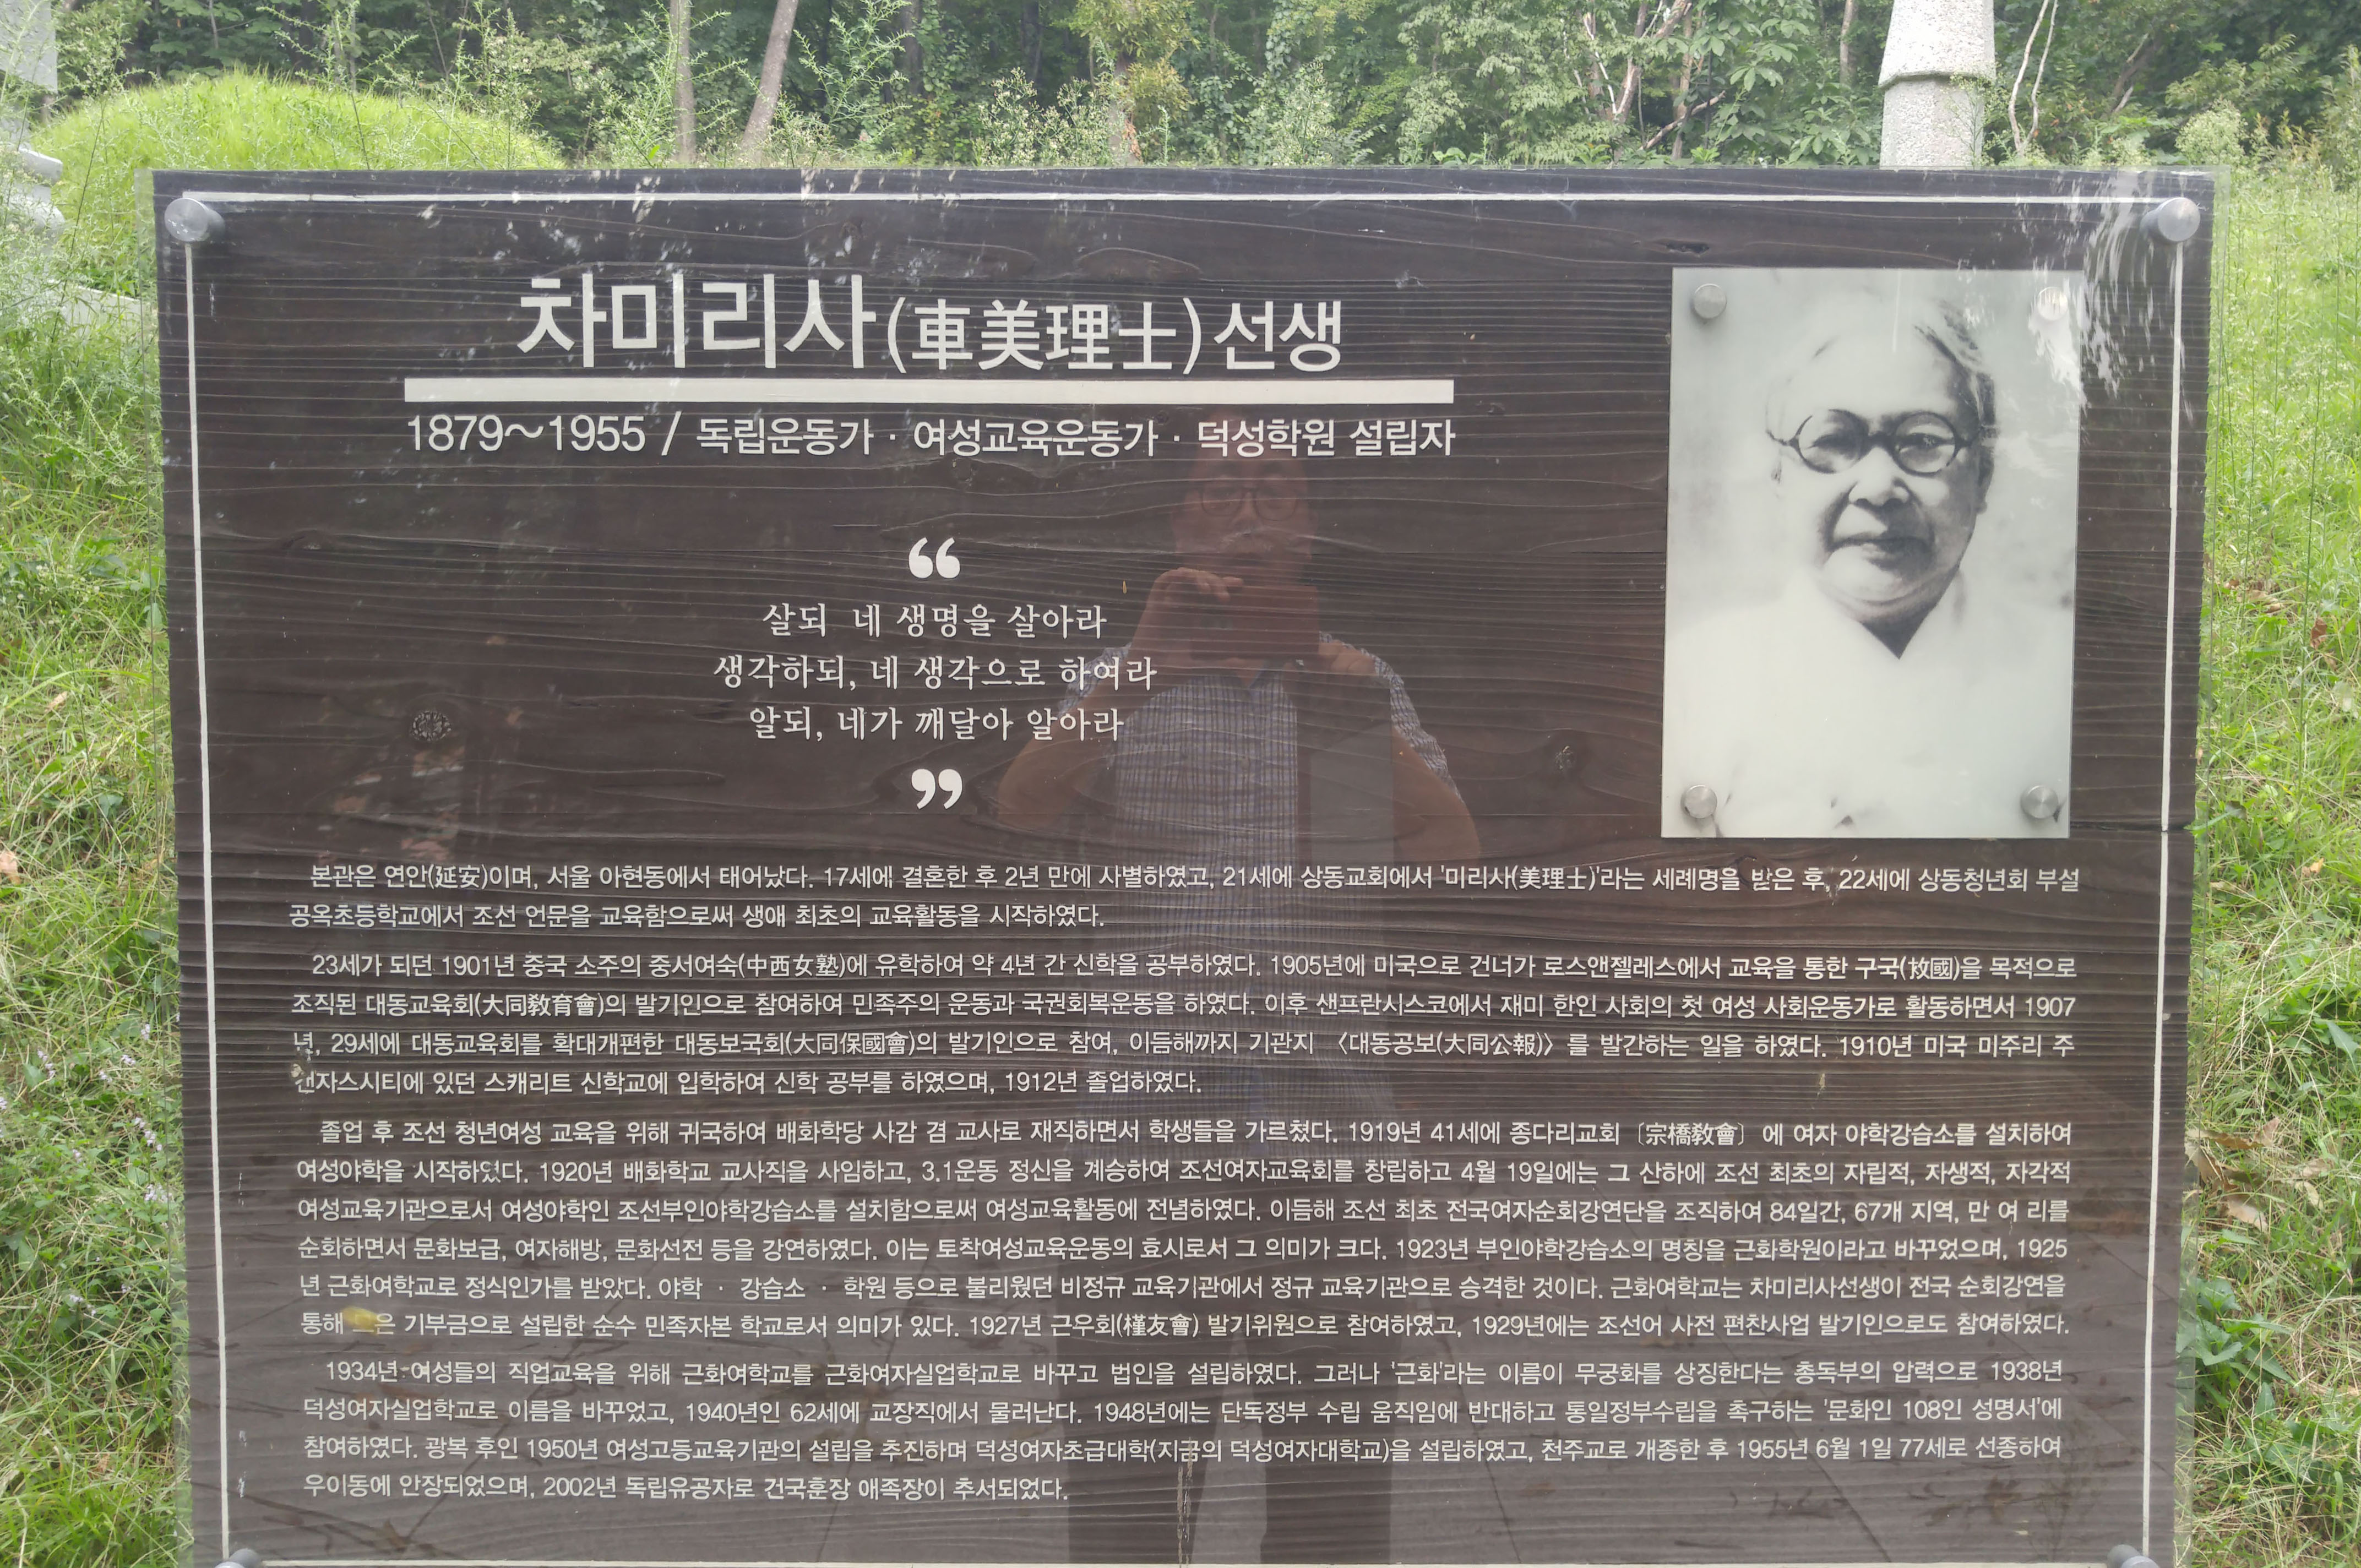 차미리사(車美理士)선생
1879~1955 / 독립운동가 · 여성교육운동가 · 덕성학원 설립자
“
살되 네 생명을 살아라
생각하되, 네 생각으로 하여라
알되, 네가 깨달아 알아라
”
본관은 연안(延安)이며, 서울 아현동에서 태어났다. 17세에 결혼한 후 2년 만에 사별하였고, 21세에 상동교회에서 '미리사(美理士)'라는 세례명을 받은 후, 22세에 상동청년회 부설
공옥초등학교에서 조선 언문을 교육함으로써 생애 최초의 교육활동을 시작하였다.
23세가 되던 1901년 중국 소주의 중서여숙(中西女塾)에 유학하여 약 4년 간 신학을 공부하였다. 1905년에 미국으로 건너가 로스앤젤레스에서 교육을 통한 구국(救國)을 목적으로
조직된 대동교육회(大同敎育會)의 발기인으로 참여하여 민족주의 운동과 국권회복운동을 하였다. 이후 샌프란시스코에서 재미 한인 사회의 첫 여성 사회운동가로 활동하면서 1907
년, 29세에 대동교육회를 확대개편한 대동보국회(大同保國會)의 발기인으로 참여, 이듬해까지 기관지 〈대동공보(大同公報)〉를 발간하는 일을 하였다. 1910년 미국 미주리 주
캔자스시티에 있던 스캐리트 신학교에 입학하여 신학 공부를 하였으며, 1912년 졸업하였다.
졸업 후 조선 청년여성 교육을 위해 귀국하여 배화학당 사감 겸 교사로 재직하면서 학생들을 가르쳤다. 1919년 41세에 종다리교회〔宗橋敎會〕에 여자 야학강습소를 설치하여
여성야학을 시작하였다. 1920년 배화학교 교사직을 사임하고, 3.1운동 정신을 계승하여 조선여자교육회를 창립하고 4월 19일에는 그 산하에 조선 최초의 자립적, 자생적, 자각적
여성교육기관으로서 여성야학인 조선부인야학강습소를 설치함으로써 여성교육활동에 전념하였다. 이듬해 조선 최초 전국여자순회강연단을 조직하여 84일간, 67개 지역, 만 여 리를
순회하면서 문화보급, 여자해방, 문화선전 등을 강연하였다. 이는 토착여성교육운동의 효시로서 그 의미가 크다. 1923년 부인야학강습소의 명칭을 근화학원이라고 바꾸었으며, 1925
년 근화여학교로 정식인가를 받았다. 야학 · 강습소 · 학원 등으로 불리웠던 비정규 교육기관에서 정규 교육기관으로 승격한 것이다. 근화여학교는 차미리사선생이 전국 순회강연을
통해 기부금으로 설립한 순수 민족자본 학교로서 의미가 있다. 1927년 근우회(槿友會) 발기위원으로 참여하였고, 1929년에는 조선어 사전 편찬사업 발기인으로도 참여하였다.
1934년 여성들의 직업교육을 위해 근화여학교를 근화여자실업학교로 바꾸고 법인을 설립하였다. 그러나 '근화'라는 이름이 무궁화를 상징한다는 총독부의 압력으로 1938년
덕성여자실업학교로 이름을 바꾸었고, 1940년인 62세에 교장직에서 물러난다. 1948년에는 단독정부 수립 움직임에 반대하고 통일정부수립을 촉구하는 '문화인 108인 성명서'에
참여하였다. 광복 후인 1950년 여성고등교육기관의 설립을 추진하며 덕성여자초급대학(지금의 덕성여자대학교)을 설립하였고, 천주교로 개종한 후 1955년 6월 1일 77세로 선종하여
우이동에 안장되었으며, 2002년 독립유공자로 건국훈장 애족장이 추서되었다.